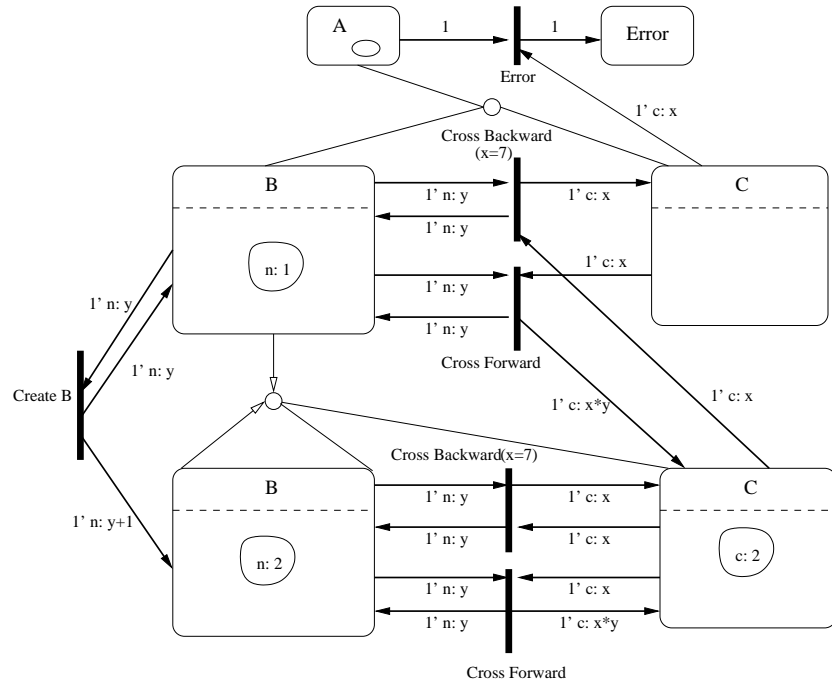 A
1
1
Error
Error
1' c: x
Cross Backward
(x=7)
B
1' n: y
1' c: x
C
1' n: y
n: 1
1' n: y
1' c: x
1' n: y
1' n: y
1' n: y
Cross Forward
Create B
1' c: x*y
1' c: x
Cross Backward(x=7)
B
1' n: y
1' c: x
C
1' n: y+1
1' n: y
1' c: x
n: 2
c: 2
1' n: y
1' c: x
1' n: y
1' c: x*y
Cross Forward